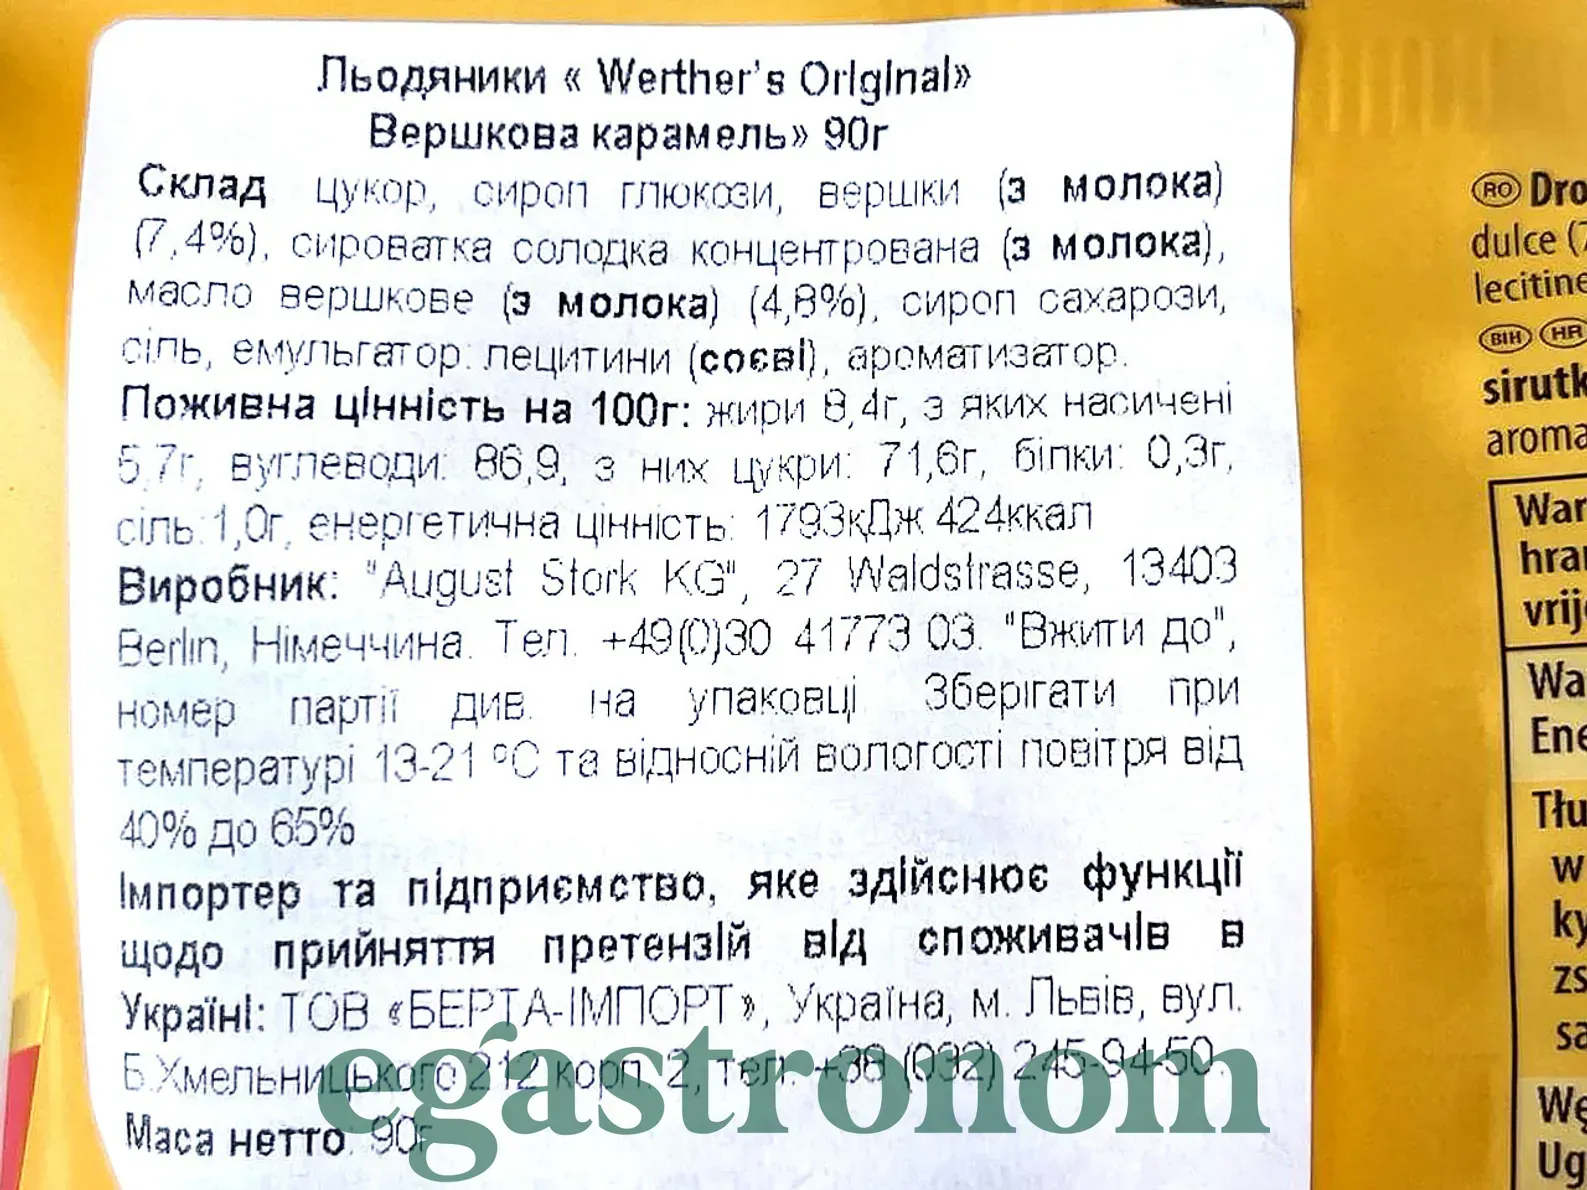 Льодяники « Werther's Original»
Вершкова карамель» 90г
Склад цукор, сироп глюкози, вершки (з молока)
(7,4%), сироватка солодка концентрована (з молока),
масло вершкове (з молока) (4,8%), сироп сахарози,
сіль, емульгатор: лецитини (соєві), ароматизатор.
Поживна цінність на 100г: жири 8,4г, з яких насичені
5,7г, вуглеводи: 86,9, з них цукри: 71,6г, білки: 0,3г,
сіль:1,0г, енергетична цінність: 1793кДж 424ккал
Виробник: "August Stork KG", 27 Waldstrasse, 13403
Berlin, Німеччина. Тел. +49(0)30 41773 03. "Вжити до",
номер партії див. на упаковці. Зберігати при
температурі 13-21 °C та відносній вологості повітря від
40% до 65%
Імпортер та підприємство, яке здійснює функції
щодо прийняття претензій від споживачів в
Україні: ТОВ «БЕРТА-ІМПОРТ», Україна, м. Львів, вул.
Б.Хмельницького 212 корп. 2, тел. +38 (032) 245-94-50.
Маса нетто: 90г
egastronom
RO Dro
dulce (7
lecitine
BIH HR
sirutk
aroma
War
hra
vrij
Wa
Ene
Tłu
w
ky
zs
sa
Wę
Ug